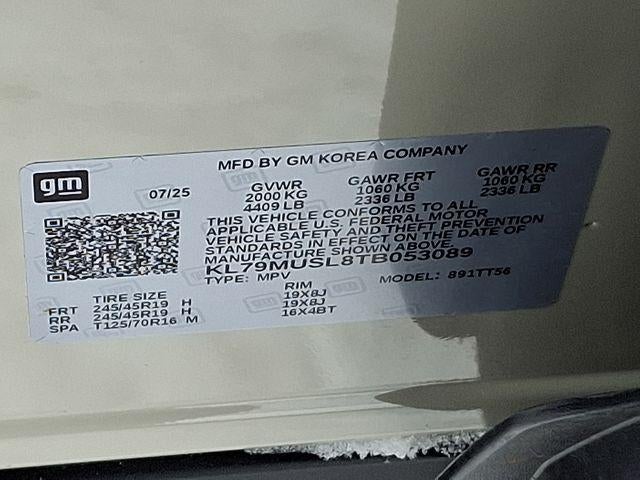 gm
MFD BY GM KOREA COMPANY
07/25 GVWR GAWR FRT GAWR RR
2000 KG 1060 KG 1060 KG
4409 LB 2336 LB 2336 LB
THIS VEHICLE CONFORMS TO ALL
APPLICABLE U.S. FEDERAL MOTOR
VEHICLE SAFETY AND THEFT PREVENTION
STANDARDS IN EFFECT ON THE DATE OF
MANUFACTURE SHOWN ABOVE.
KL79MUSL8TB053089
TYPE: MPV MODEL: 891TT56
TIRE SIZE RIM
FRT 245/45R19 H 19X8J
RR 245/45R19 H 19X8J
SPA T125/70R16 M 16X4BT